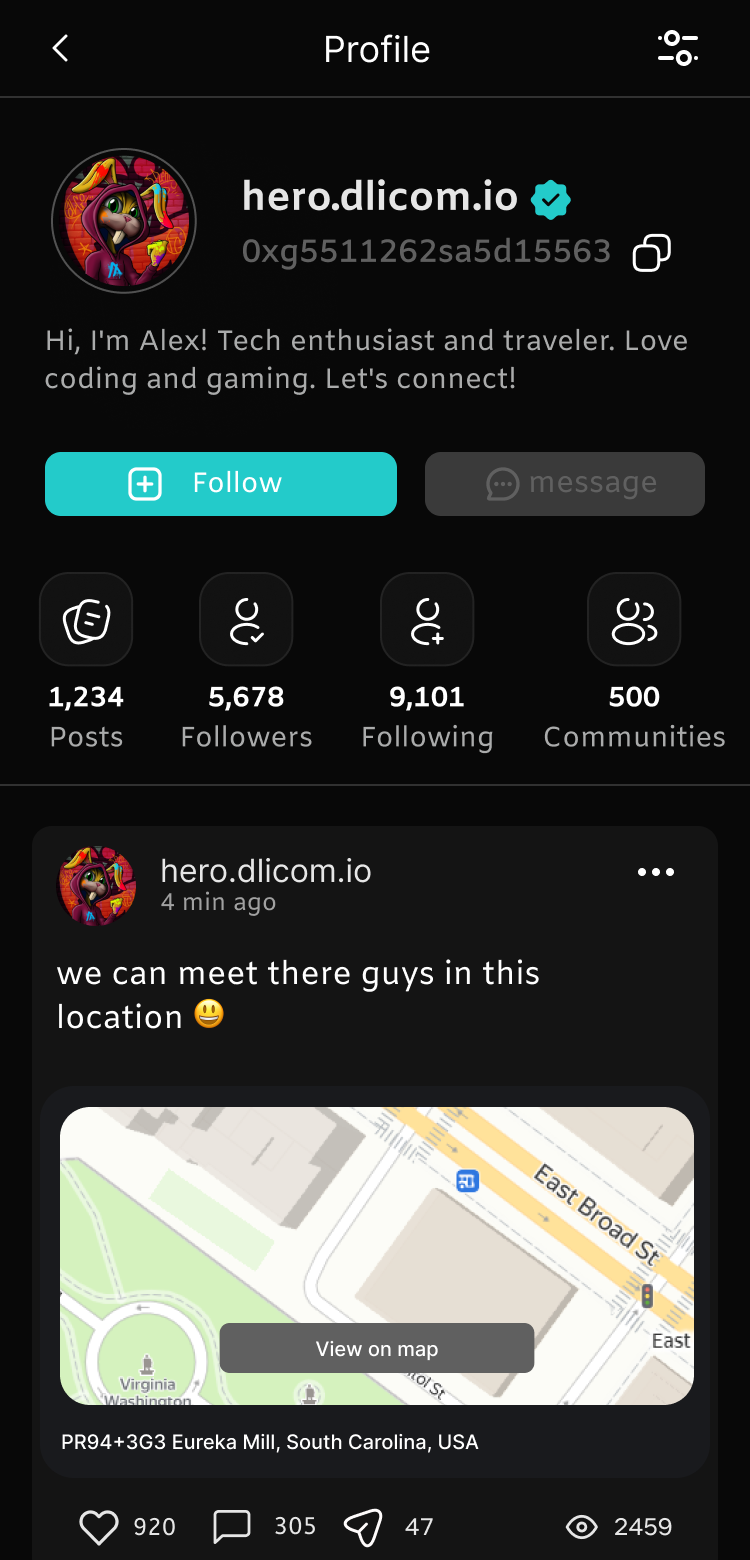 Profile
hero.dlicom.io
0xg5511262sa5d15563
Hi, I'm Alex! Tech enthusiast and traveler. Love
coding and gaming. Let's connect!
Follow
message
1,234
5,678
9,101
500
Posts
Followers
Following
Communities
hero.dlicom.io
4 min ago
we can meet there guys in this
location 😃
East Broad St
East
View on map
Virginia
Washington
PR94+3G3 Eureka Mill, South Carolina, USA
920
305
47
2459